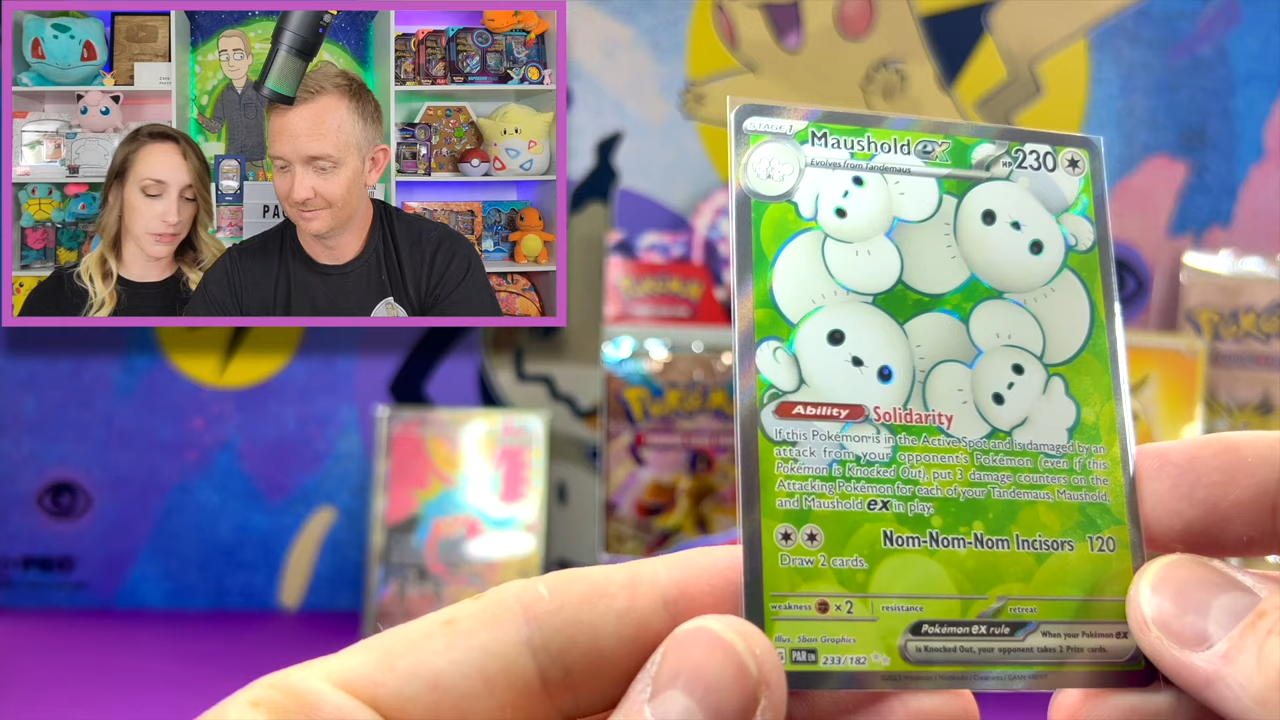 STAGE 1
Maushold ex
HP 230
Evolves from Tandemaus
Ability Solidarity
If this Pokémon is in the Active Spot and is damaged by an
attack from your opponent's Pokémon (even if this
Pokémon is Knocked Out), put 3 damage counters on the
Attacking Pokémon for each of your Tandemaus, Maushold,
and Maushold ex in play.
Nom-Nom-Nom Incisors 120
Draw 2 cards.
weakness ×2 resistance retreat
Pokémon ex rule When your Pokémon ex
is Knocked Out, your opponent takes 2 Prize cards.
Illus. 5ban Graphics
G PAR EN 233/182
POKÉMON